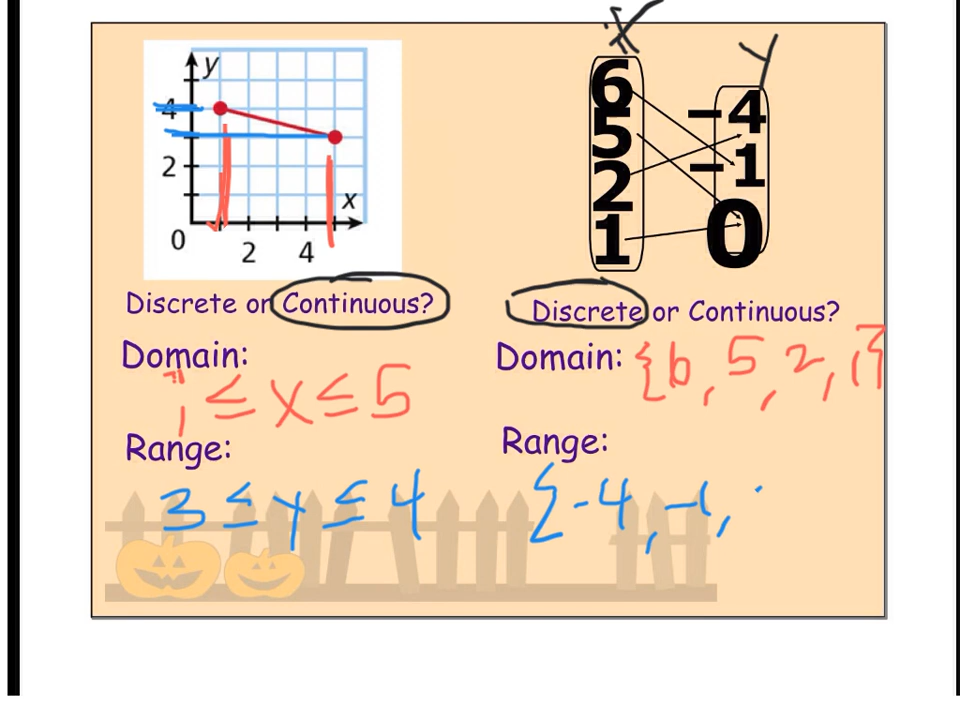 y
4
2
0
2
4
x
x
y
6
5
2
1
-4
-1
0
Discrete or Continuous?
Domain:
1 ≤ x ≤ 5
Range:
3 ≤ y ≤ 4
Discrete or Continuous?
Domain: {6, 5, 2, 1}
Range:
{-4, -1,